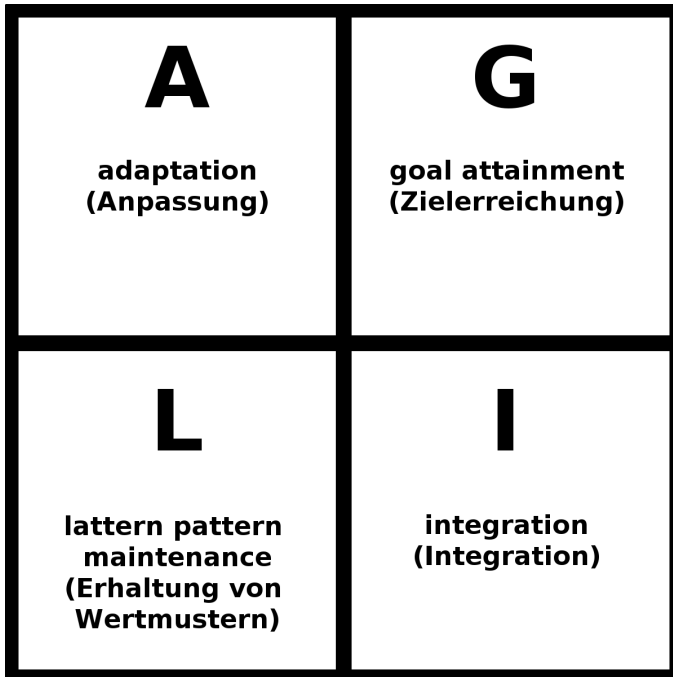 A
adaptation
(Anpassung)
G
goal attainment
(Zielerreichung)
L
lattern pattern
maintenance
(Erhaltung von
Wertmustern)
I
integration
(Integration)